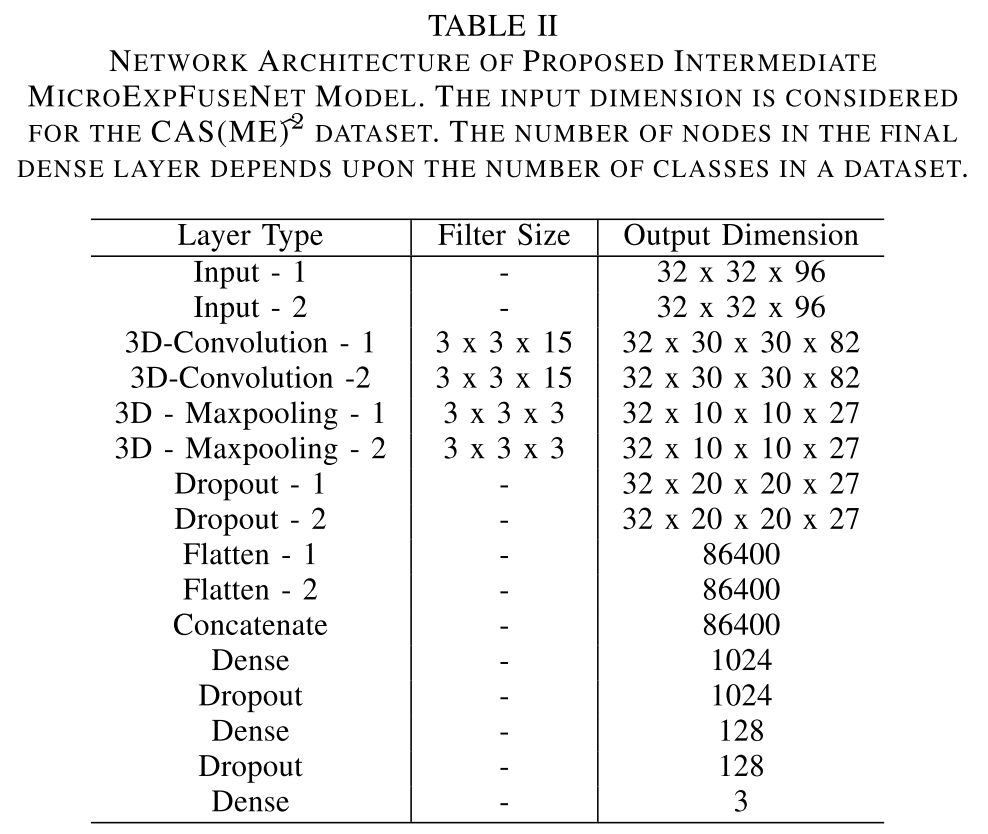 TABLE II
NETWORK ARCHITECTURE OF PROPOSED INTERMEDIATE
MICROEXPFUSENET MODEL. THE INPUT DIMENSION IS CONSIDERED
FOR THE CAS(ME)^2 DATASET. THE NUMBER OF NODES IN THE FINAL
DENSE LAYER DEPENDS UPON THE NUMBER OF CLASSES IN A DATASET.
Layer Type Filter Size Output Dimension
Input - 1 - 32 x 32 x 96
Input - 2 - 32 x 32 x 96
3D-Convolution - 1 3 x 3 x 15 32 x 30 x 30 x 82
3D-Convolution -2 3 x 3 x 15 32 x 30 x 30 x 82
3D - Maxpooling - 1 3 x 3 x 3 32 x 10 x 10 x 27
3D - Maxpooling - 2 3 x 3 x 3 32 x 10 x 10 x 27
Dropout - 1 - 32 x 20 x 20 x 27
Dropout - 2 - 32 x 20 x 20 x 27
Flatten - 1 - 86400
Flatten - 2 - 86400
Concatenate - 86400
Dense - 1024
Dropout - 1024
Dense - 128
Dropout - 128
Dense - 3